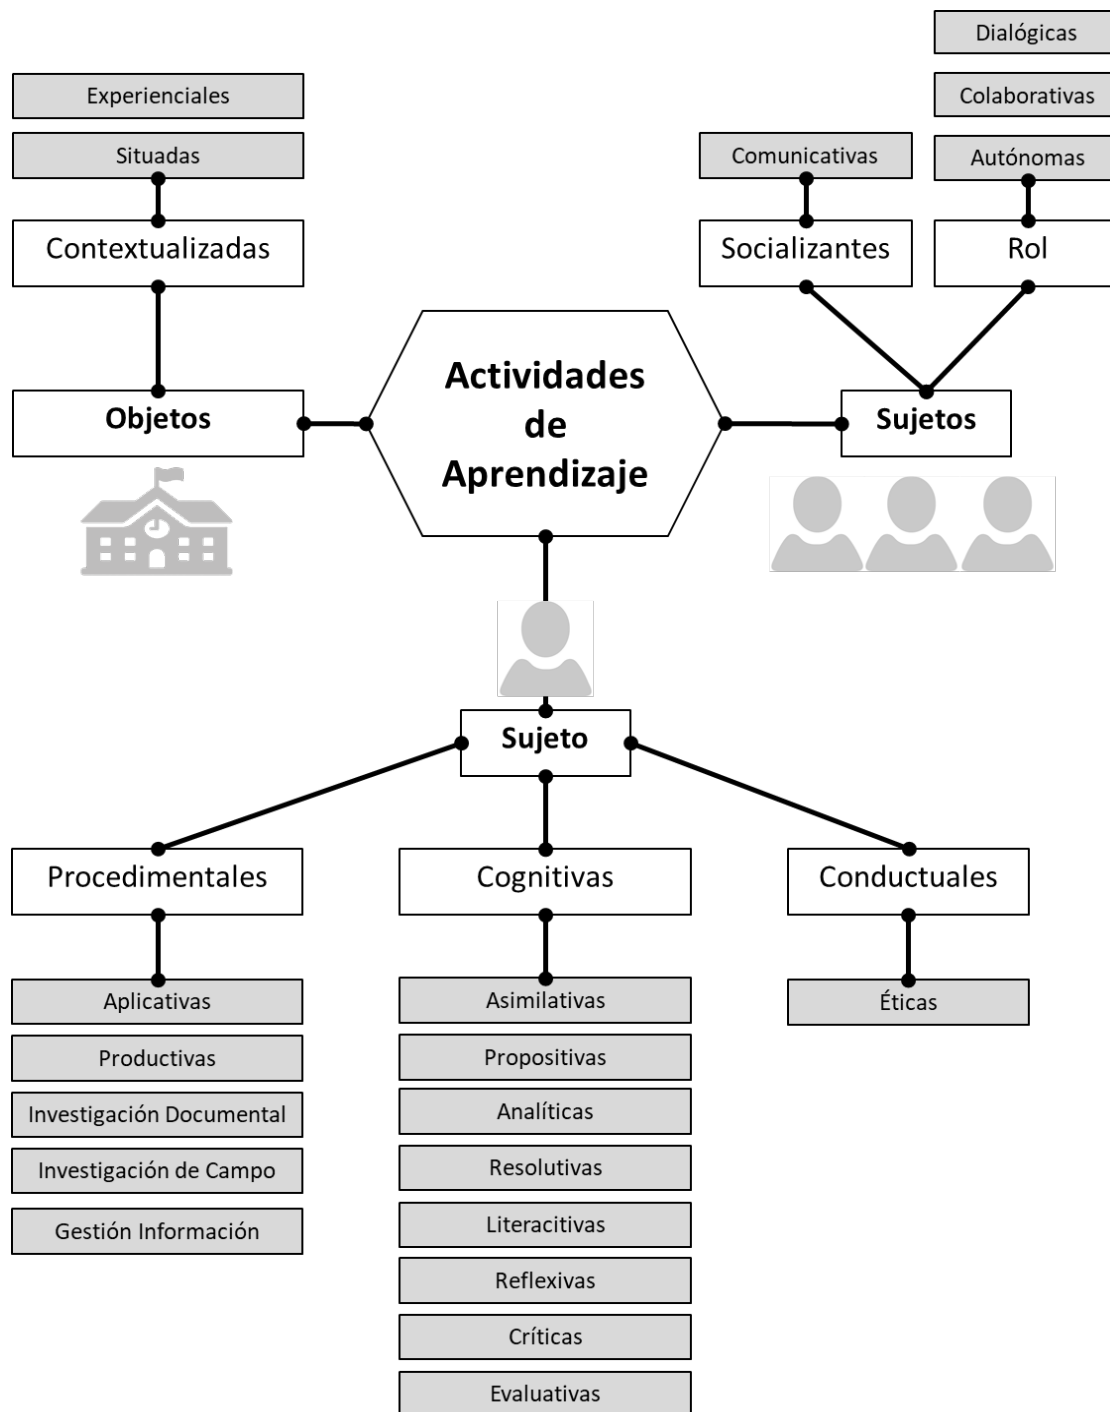 Dialógicas
Experienciales
Colaborativas
Situadas
Comunicativas
Autónomas
Contextualizadas
Socializantes
Rol
Actividades
de
Aprendizaje
Objetos
Sujetos
Sujeto
Procedimentales
Cognitivas
Conductuales
Aplicativas
Productivas
Investigación Documental
Investigación de Campo
Gestión Información
Asimilativas
Propositivas
Analíticas
Resolutivas
Literacitivas
Reflexivas
Críticas
Evaluativas
Éticas